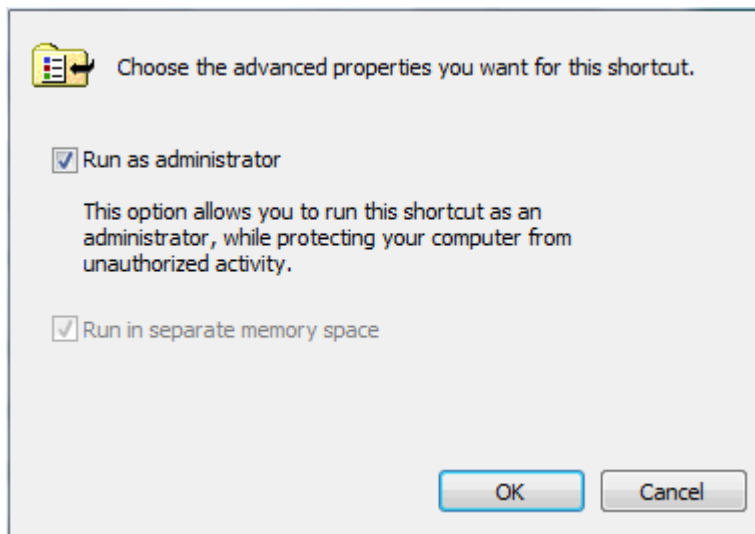 Choose the advanced properties you want for this shortcut.
Run as administrator
This option allows you to run this shortcut as an
administrator, while protecting your computer from
unauthorized activity.
Run in separate memory space
OK Cancel